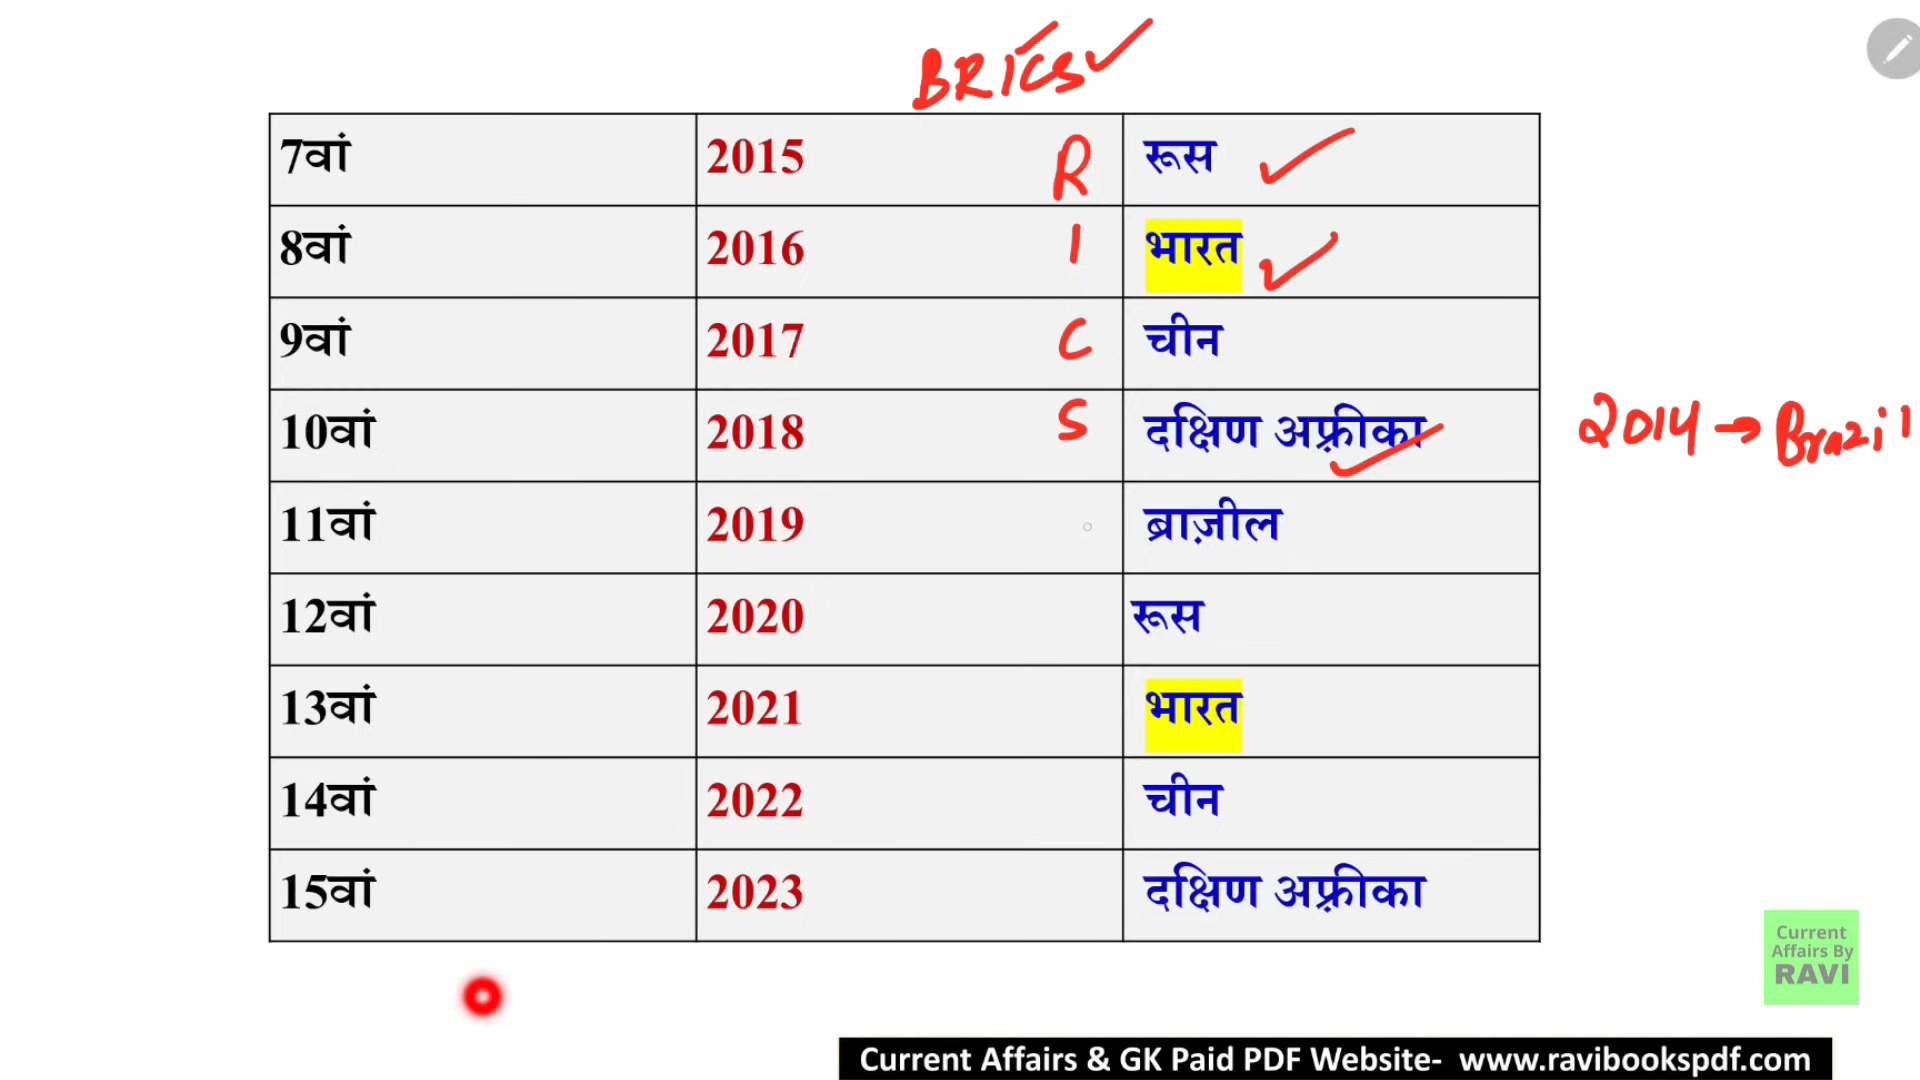 BRICS
7वां 2015 R रूस
8वां 2016 I भारत
9वां 2017 C चीन
10वां 2018 S दक्षिण अफ़्रीका 2014 → Brazil
11वां 2019 ब्राज़ील
12वां 2020 रूस
13वां 2021 भारत
14वां 2022 चीन
15वां 2023 दक्षिण अफ़्रीका
Current
Affairs By
RAVI
Current Affairs & GK Paid PDF Website- www.ravibookspdf.com